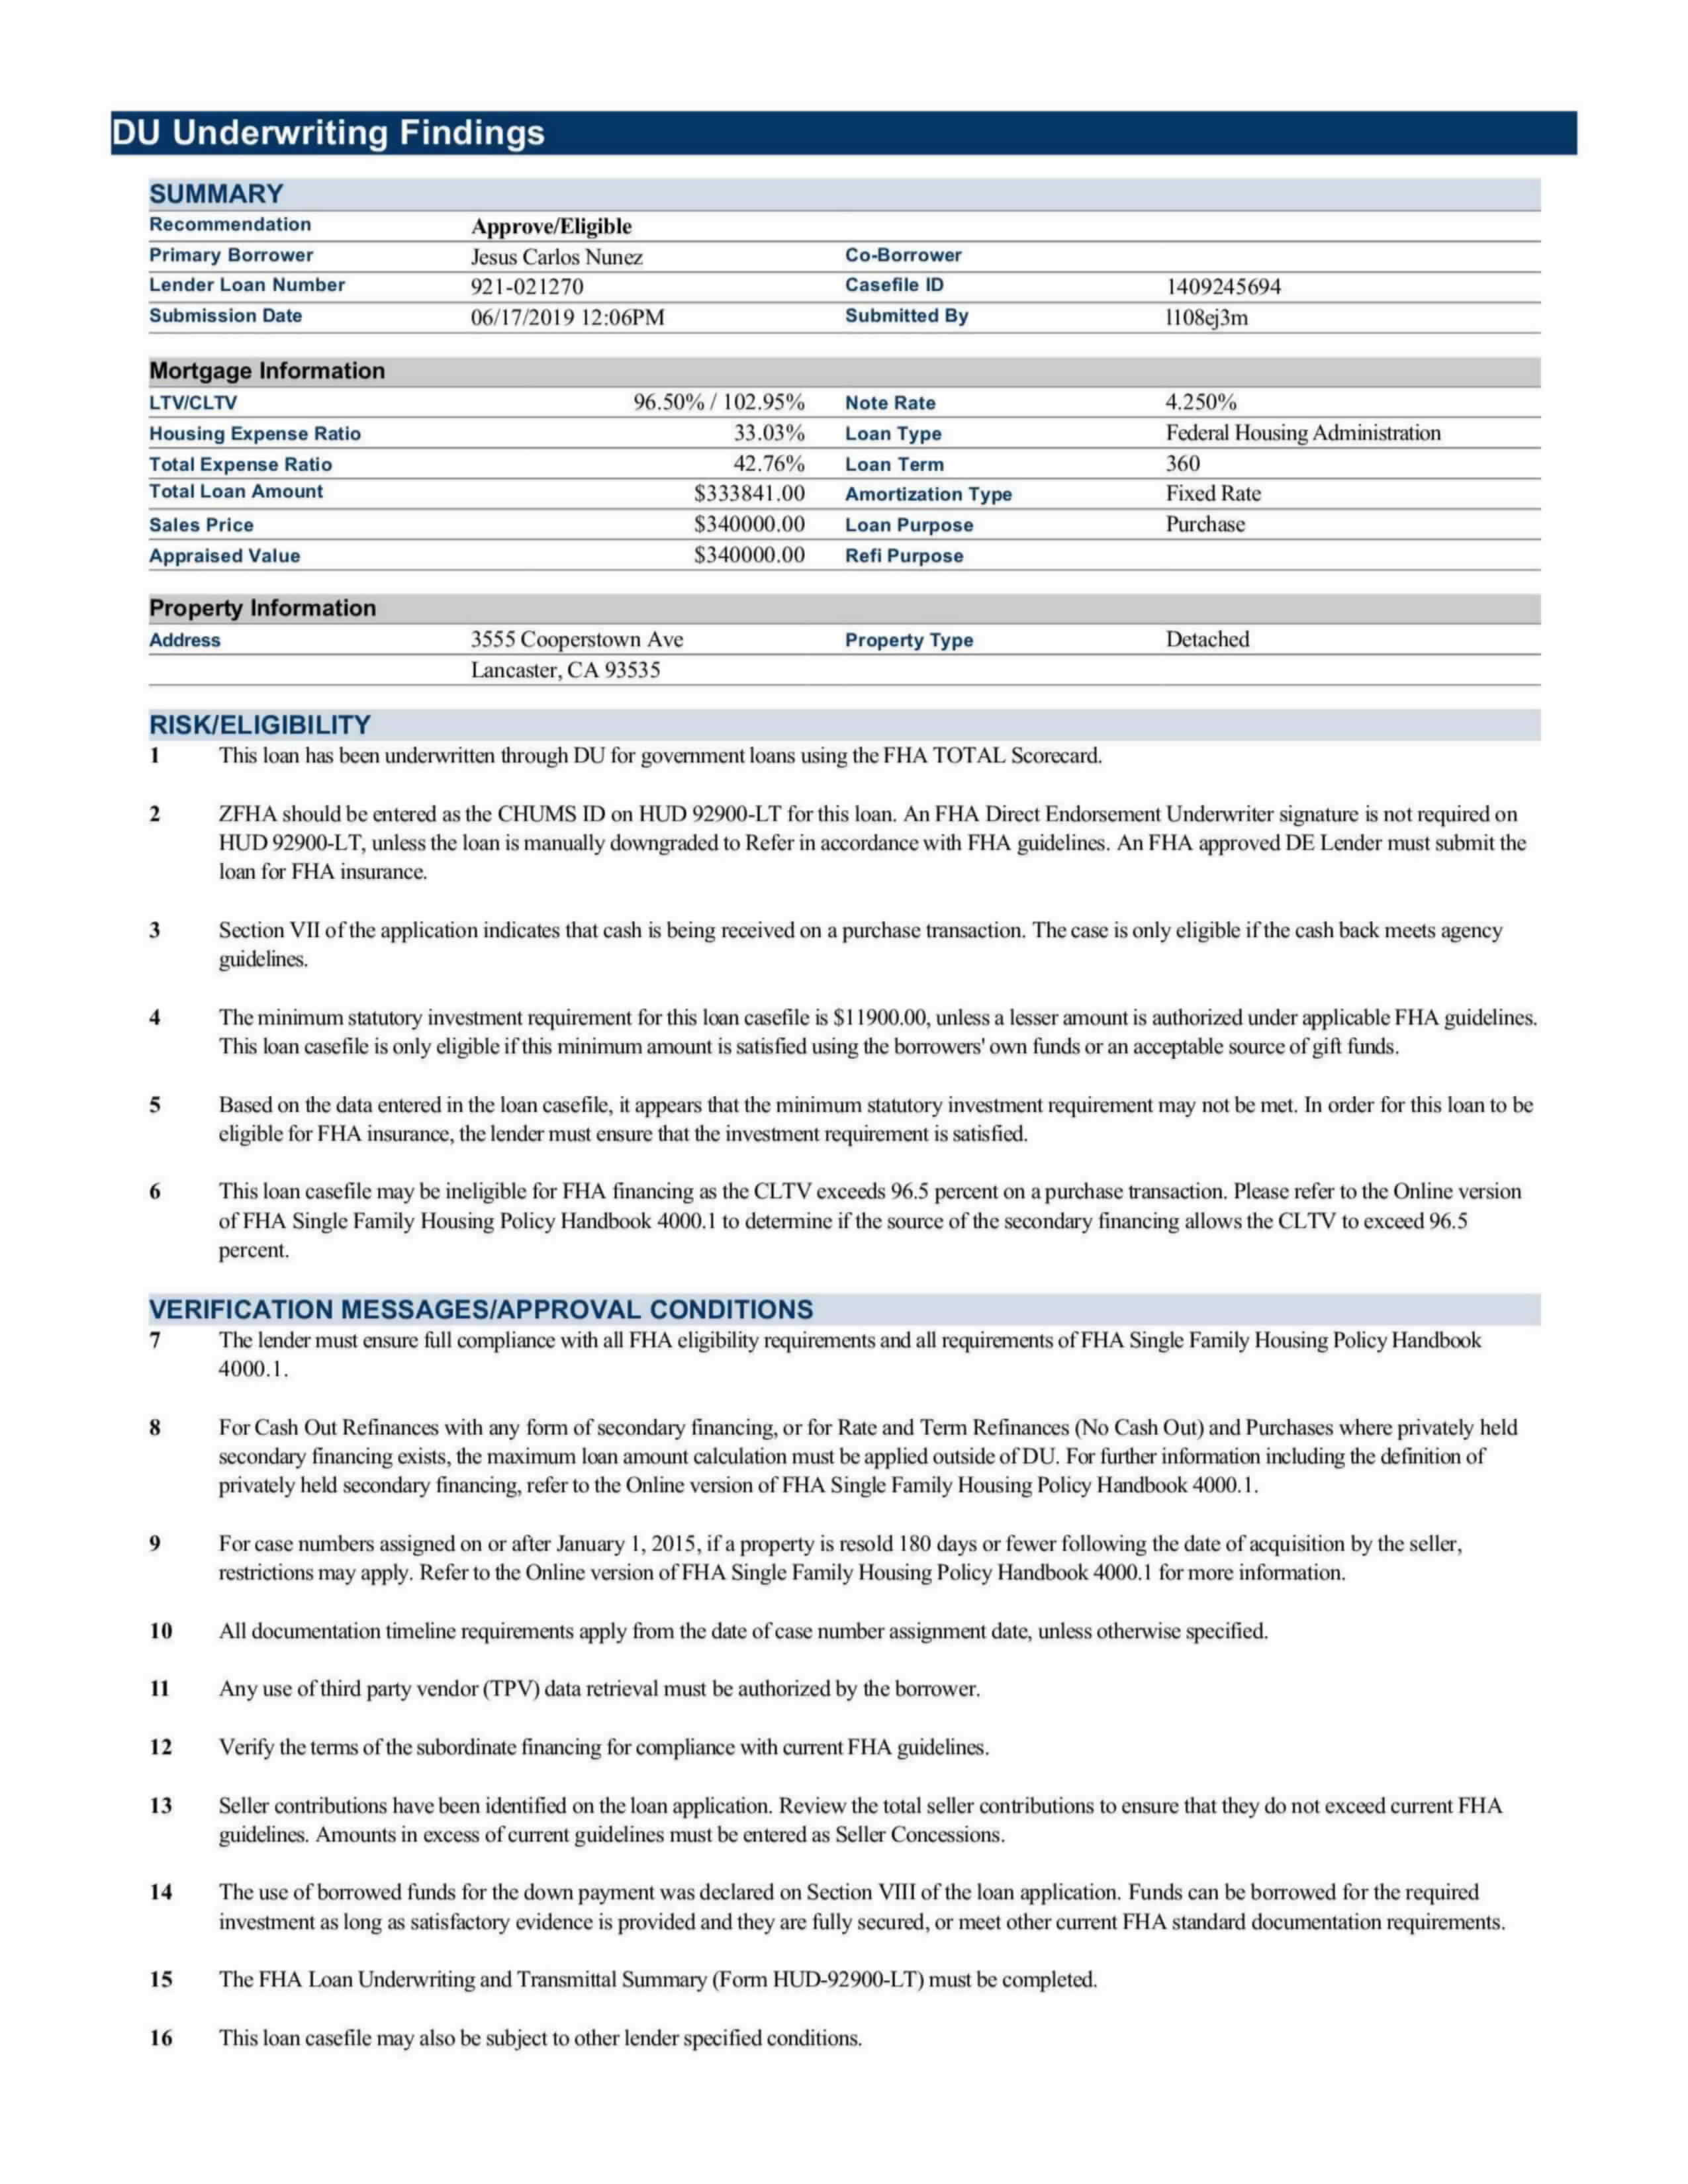 DU Underwriting Findings
SUMMARY
Recommendation Approve/Eligible
Primary Borrower Jesus Carlos Nunez Co-Borrower
Lender Loan Number 921-021270 Casefile ID 1409245694
Submission Date 06/17/2019 12:06PM Submitted By l108ej3m
Mortgage Information
LTV/CLTV 96.50% / 102.95% Note Rate 4.250%
Housing Expense Ratio 33.03% Loan Type Federal Housing Administration
Total Expense Ratio 42.76% Loan Term 360
Total Loan Amount $333841.00 Amortization Type Fixed Rate
Sales Price $340000.00 Loan Purpose Purchase
Appraised Value $340000.00 Refi Purpose
Property Information
Address 3555 Cooperstown Ave Property Type Detached
Lancaster, CA 93535
RISK/ELIGIBILITY
1 This loan has been underwritten through DU for government loans using the FHA TOTAL Scorecard.
2 ZFHA should be entered as the CHUMS ID on HUD 92900-LT for this loan. An FHA Direct Endorsement Underwriter signature is not required on
HUD 92900-LT, unless the loan is manually downgraded to Refer in accordance with FHA guidelines. An FHA approved DE Lender must submit the
loan for FHA insurance.
3 Section VII of the application indicates that cash is being received on a purchase transaction. The case is only eligible if the cash back meets agency
guidelines.
4 The minimum statutory investment requirement for this loan casefile is $11900.00, unless a lesser amount is authorized under applicable FHA guidelines.
This loan casefile is only eligible if this minimum amount is satisfied using the borrowers' own funds or an acceptable source of gift funds.
5 Based on the data entered in the loan casefile, it appears that the minimum statutory investment requirement may not be met. In order for this loan to be
eligible for FHA insurance, the lender must ensure that the investment requirement is satisfied.
6 This loan casefile may be ineligible for FHA financing as the CLTV exceeds 96.5 percent on a purchase transaction. Please refer to the Online version
of FHA Single Family Housing Policy Handbook 4000.1 to determine if the source of the secondary financing allows the CLTV to exceed 96.5
percent.
VERIFICATION MESSAGES/APPROVAL CONDITIONS
7 The lender must ensure full compliance with all FHA eligibility requirements and all requirements of FHA Single Family Housing Policy Handbook
4000.1.
8 For Cash Out Refinances with any form of secondary financing, or for Rate and Term Refinances (No Cash Out) and Purchases where privately held
secondary financing exists, the maximum loan amount calculation must be applied outside of DU. For further information including the definition of
privately held secondary financing, refer to the Online version of FHA Single Family Housing Policy Handbook 4000.1.
9 For case numbers assigned on or after January 1, 2015, if a property is resold 180 days or fewer following the date of acquisition by the seller,
restrictions may apply. Refer to the Online version of FHA Single Family Housing Policy Handbook 4000.1 for more information.
10 All documentation timeline requirements apply from the date of case number assignment date, unless otherwise specified.
11 Any use of third party vendor (TPV) data retrieval must be authorized by the borrower.
12 Verify the terms of the subordinate financing for compliance with current FHA guidelines.
13 Seller contributions have been identified on the loan application. Review the total seller contributions to ensure that they do not exceed current FHA
guidelines. Amounts in excess of current guidelines must be entered as Seller Concessions.
14 The use of borrowed funds for the down payment was declared on Section VIII of the loan application. Funds can be borrowed for the required
investment as long as satisfactory evidence is provided and they are fully secured, or meet other current FHA standard documentation requirements.
15 The FHA Loan Underwriting and Transmittal Summary (Form HUD-92900-LT) must be completed.
16 This loan casefile may also be subject to other lender specified conditions.